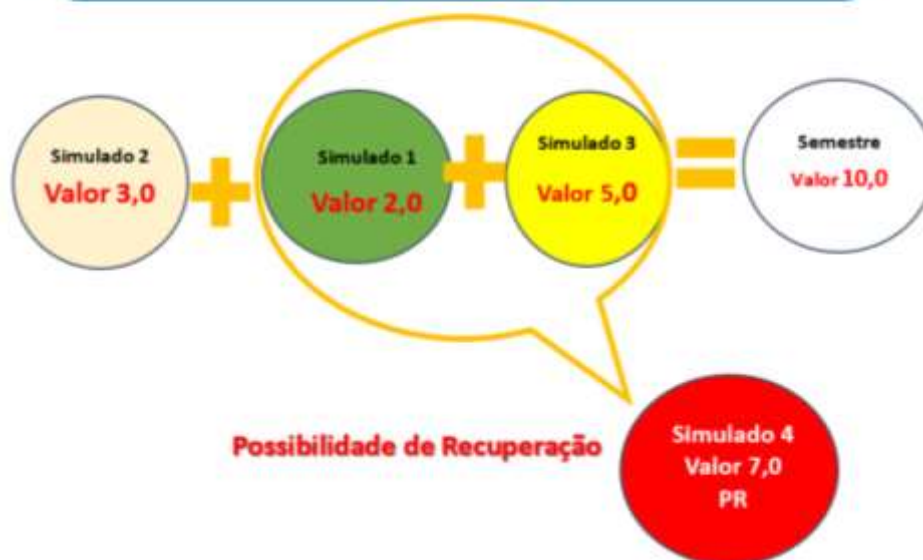 Simulado 2
Valor 3,0
Simulado 1
Valor 2,0
Simulado 3
Valor 5,0
Semestre
Valor 10,0
Possibilidade de Recuperação
Simulado 4
Valor 7,0
PR